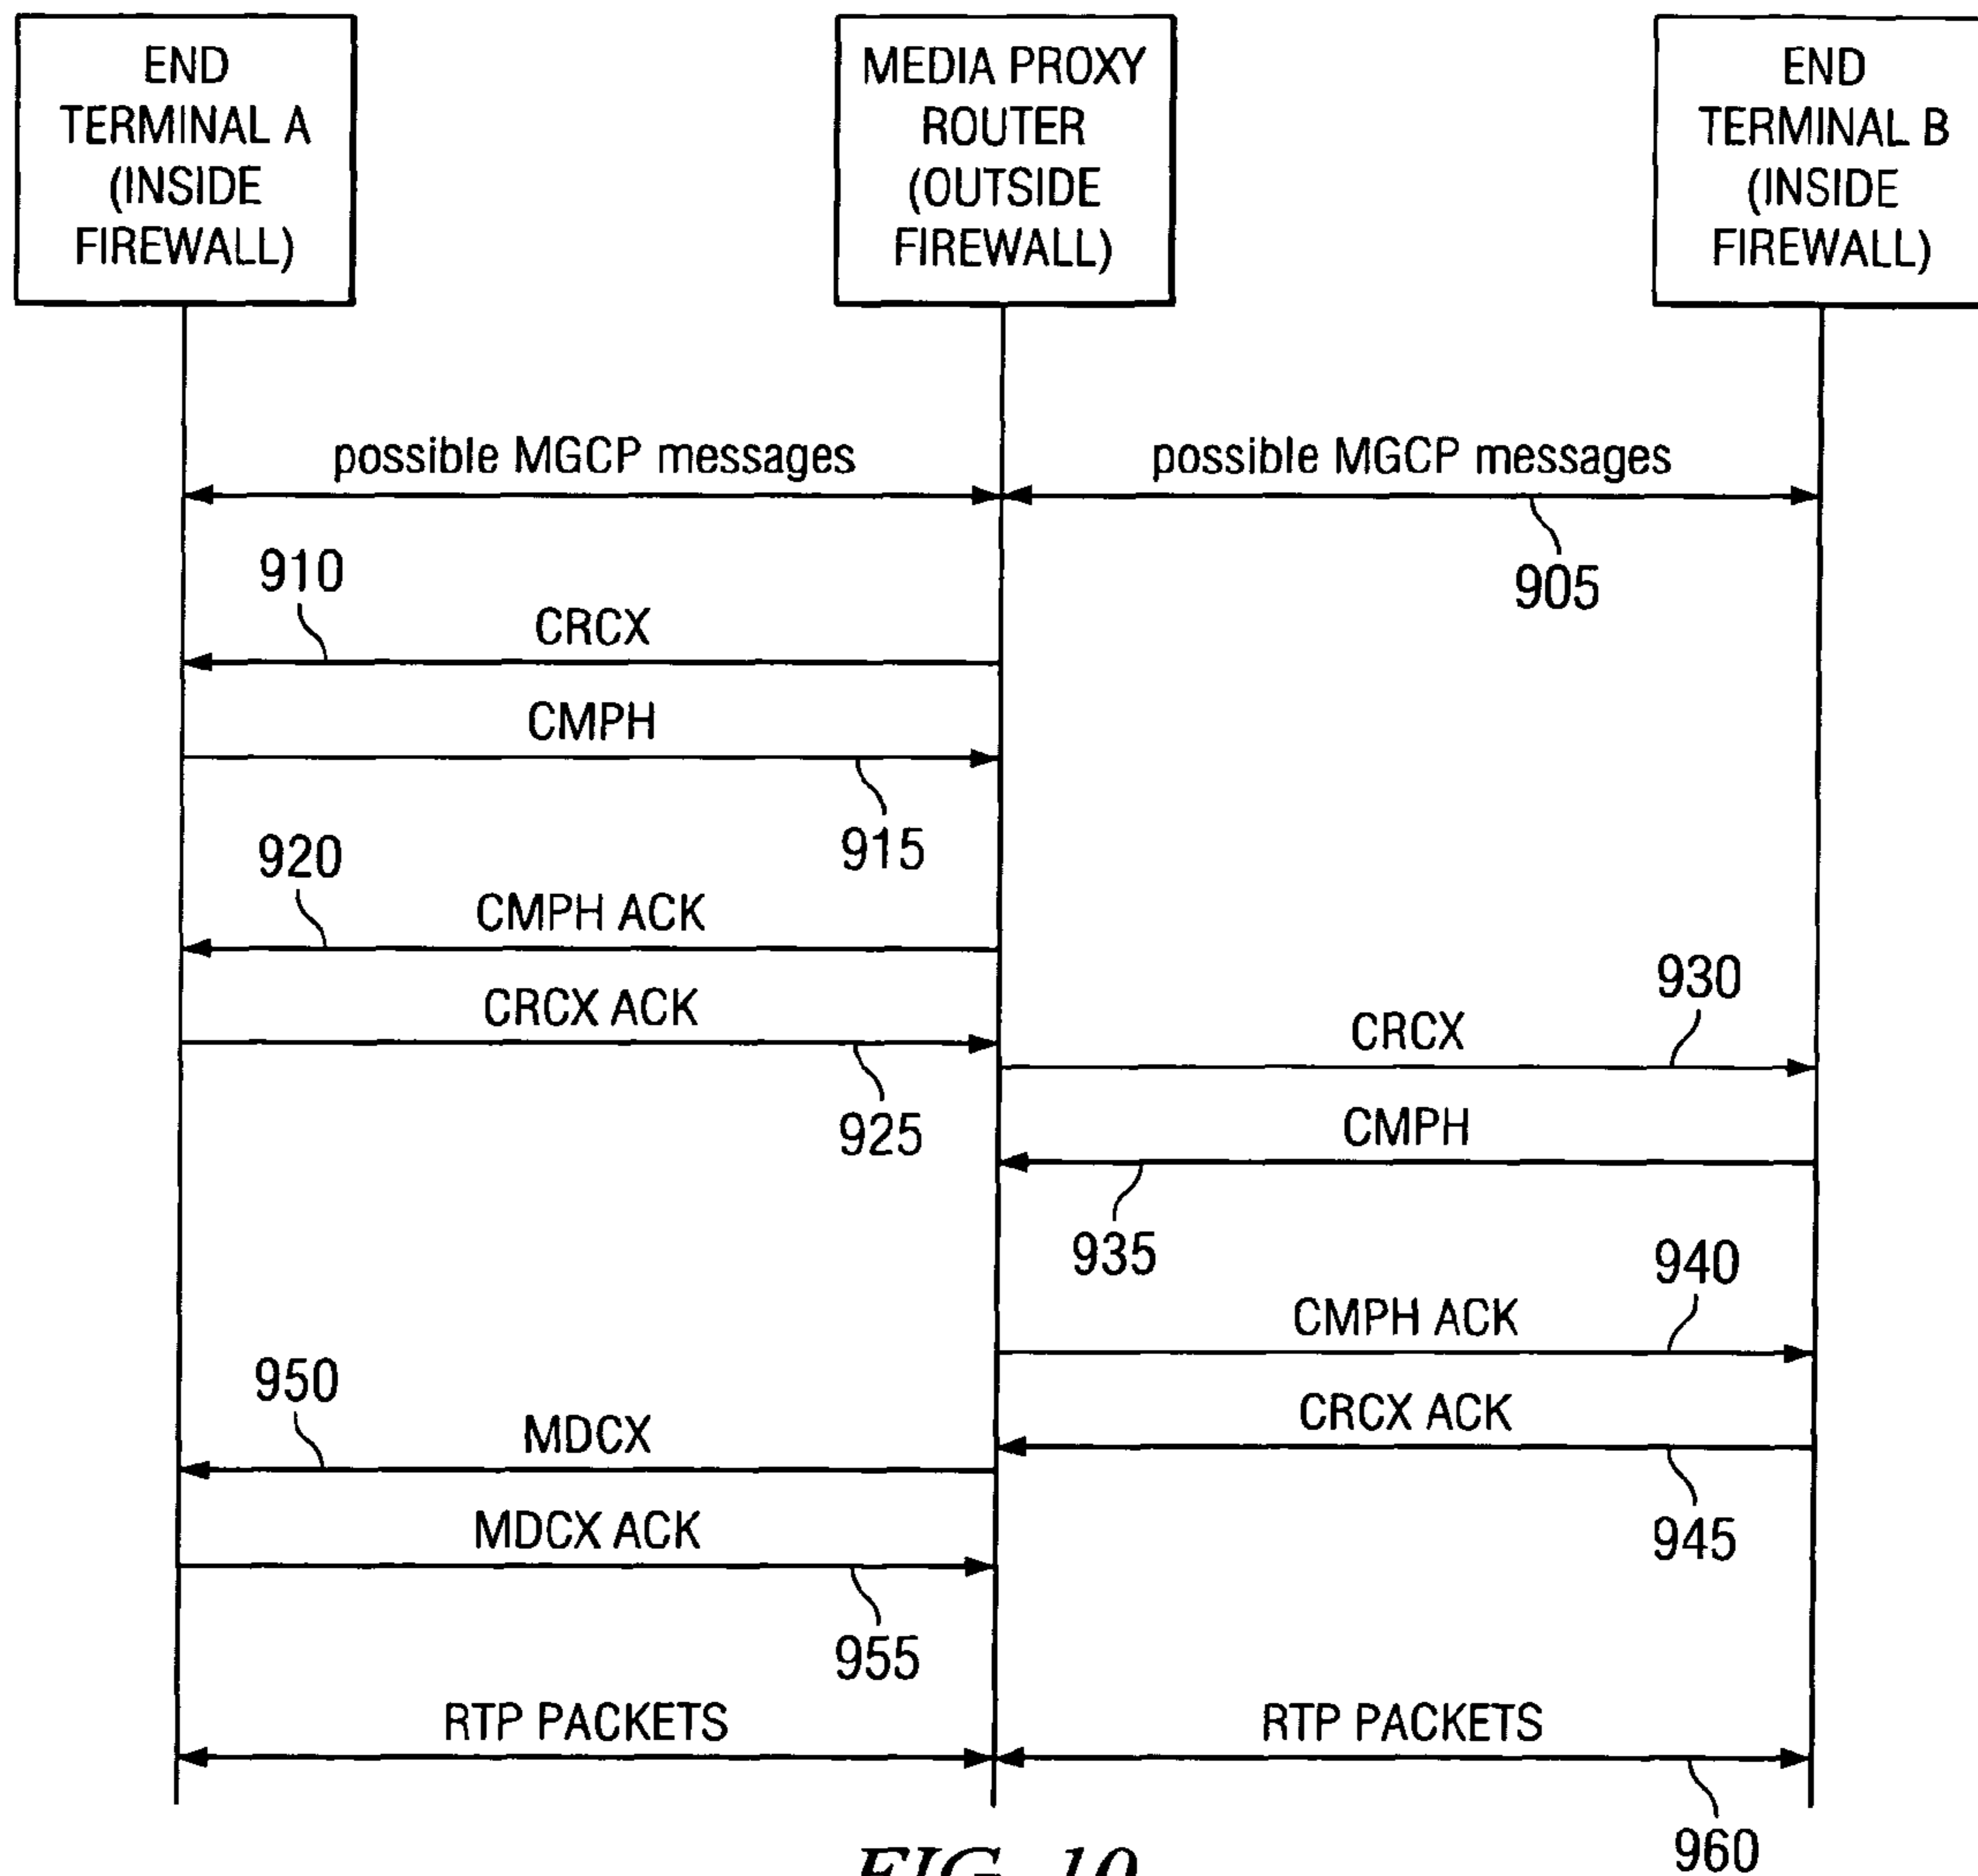 END
TERMINAL A
(INSIDE
FIREWALL)
MEDIA PROXY
ROUTER
(OUTSIDE
FIREWALL)
END
TERMINAL B
(INSIDE
FIREWALL)
possible MGCP messages
possible MGCP messages
905
910
CRCX
CMPH
915
920
CMPH ACK
CRCX ACK
925
930
CRCX
CMPH
935
940
CMPH ACK
950
MDCX
CRCX ACK
945
MDCX ACK
955
RTP PACKETS
RTP PACKETS
960
FIG. 10